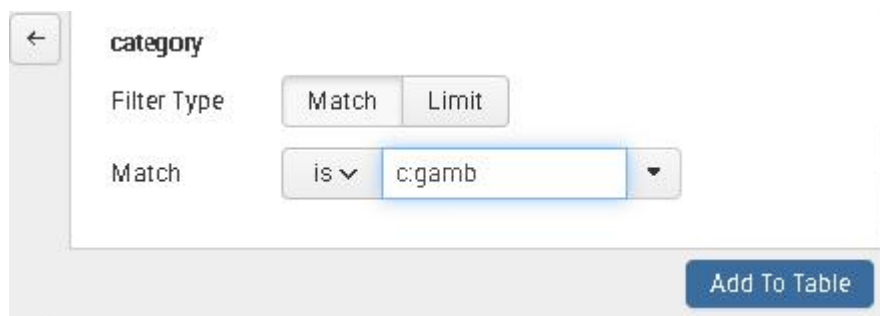 category
Filter Type Match Limit
Match is c:gamb
Add To Table